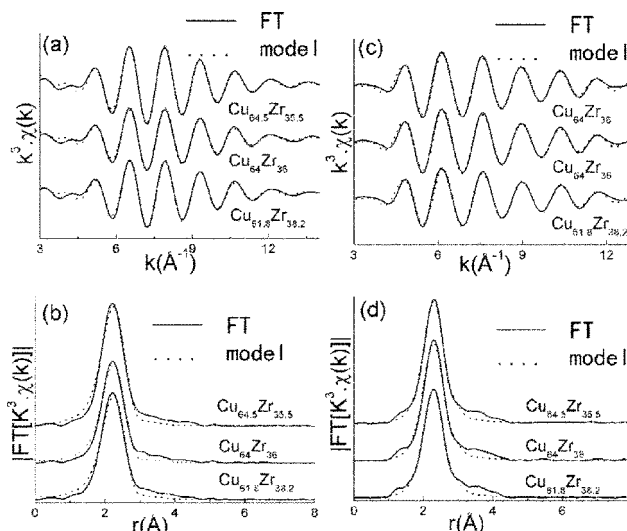 (a)
FT
model
Cu64.5Zr35.5
Cu64Zr36
Cu61.8Zr38.2
k³.χ(k)
3 6 9 12
k(Å⁻¹)
(c)
FT
model
Cu64Zr36
Cu64Zr36
Cu61.8Zr38.2
k³.χ(k)
3 6 9 12
k(Å⁻¹)
(b)
FT
model
Cu64.5Zr35.5
Cu64Zr36
Cu61.8Zr38.2
|FT[K³.χ(k)]|
0 2 4 6 8
r(Å)
(d)
FT
model
Cu64.5Zr35.5
Cu64Zr36
Cu61.8Zr38.2
|FT[K³.χ(k)]|
0 2 4 6
r(Å)